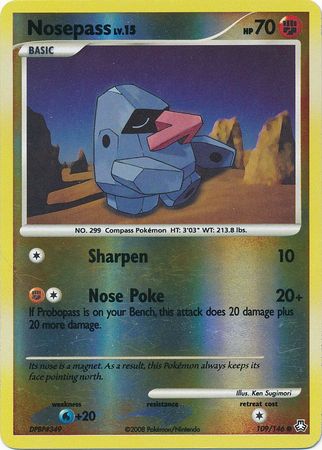 Nosepass LV.15 HP 70
BASIC
NO. 299 Compass Pokémon HT: 3'03" WT: 213.8 lbs.
Sharpen 10
Nose Poke 20+
If Probopass is on your Bench, this attack does 20 damage plus
20 more damage.
Its nose is a magnet. As a result, this Pokémon always keeps its
face pointing north.
Illus. Ken Sugimori
weakness resistance retreat cost
+20
DPBP#349 ©2008 Pokémon/Nintendo 109/146